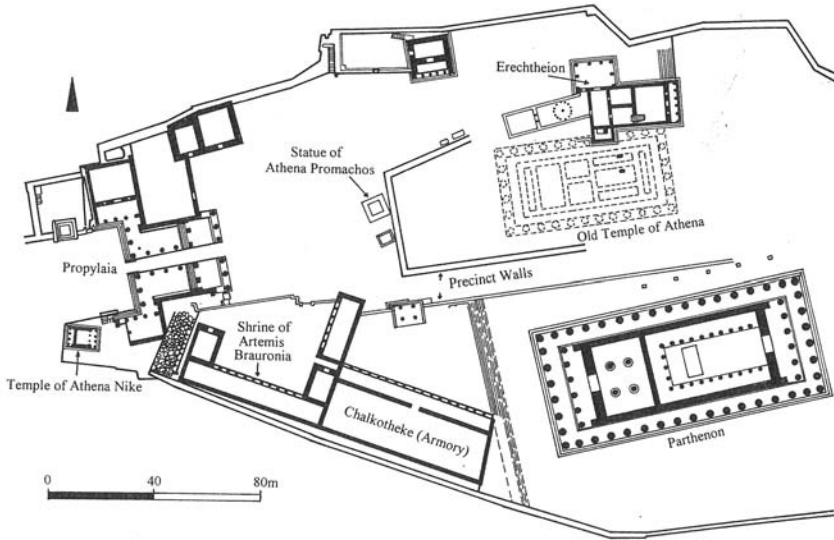 Erechtheion
Statue of
Athena Promachos
Old Temple of Athena
Propylaia
Precinct Walls
Shrine of
Artemis
Brauronia
Temple of Athena Nike
Chalkotheke (Armory)
Parthenon
0 40 80m